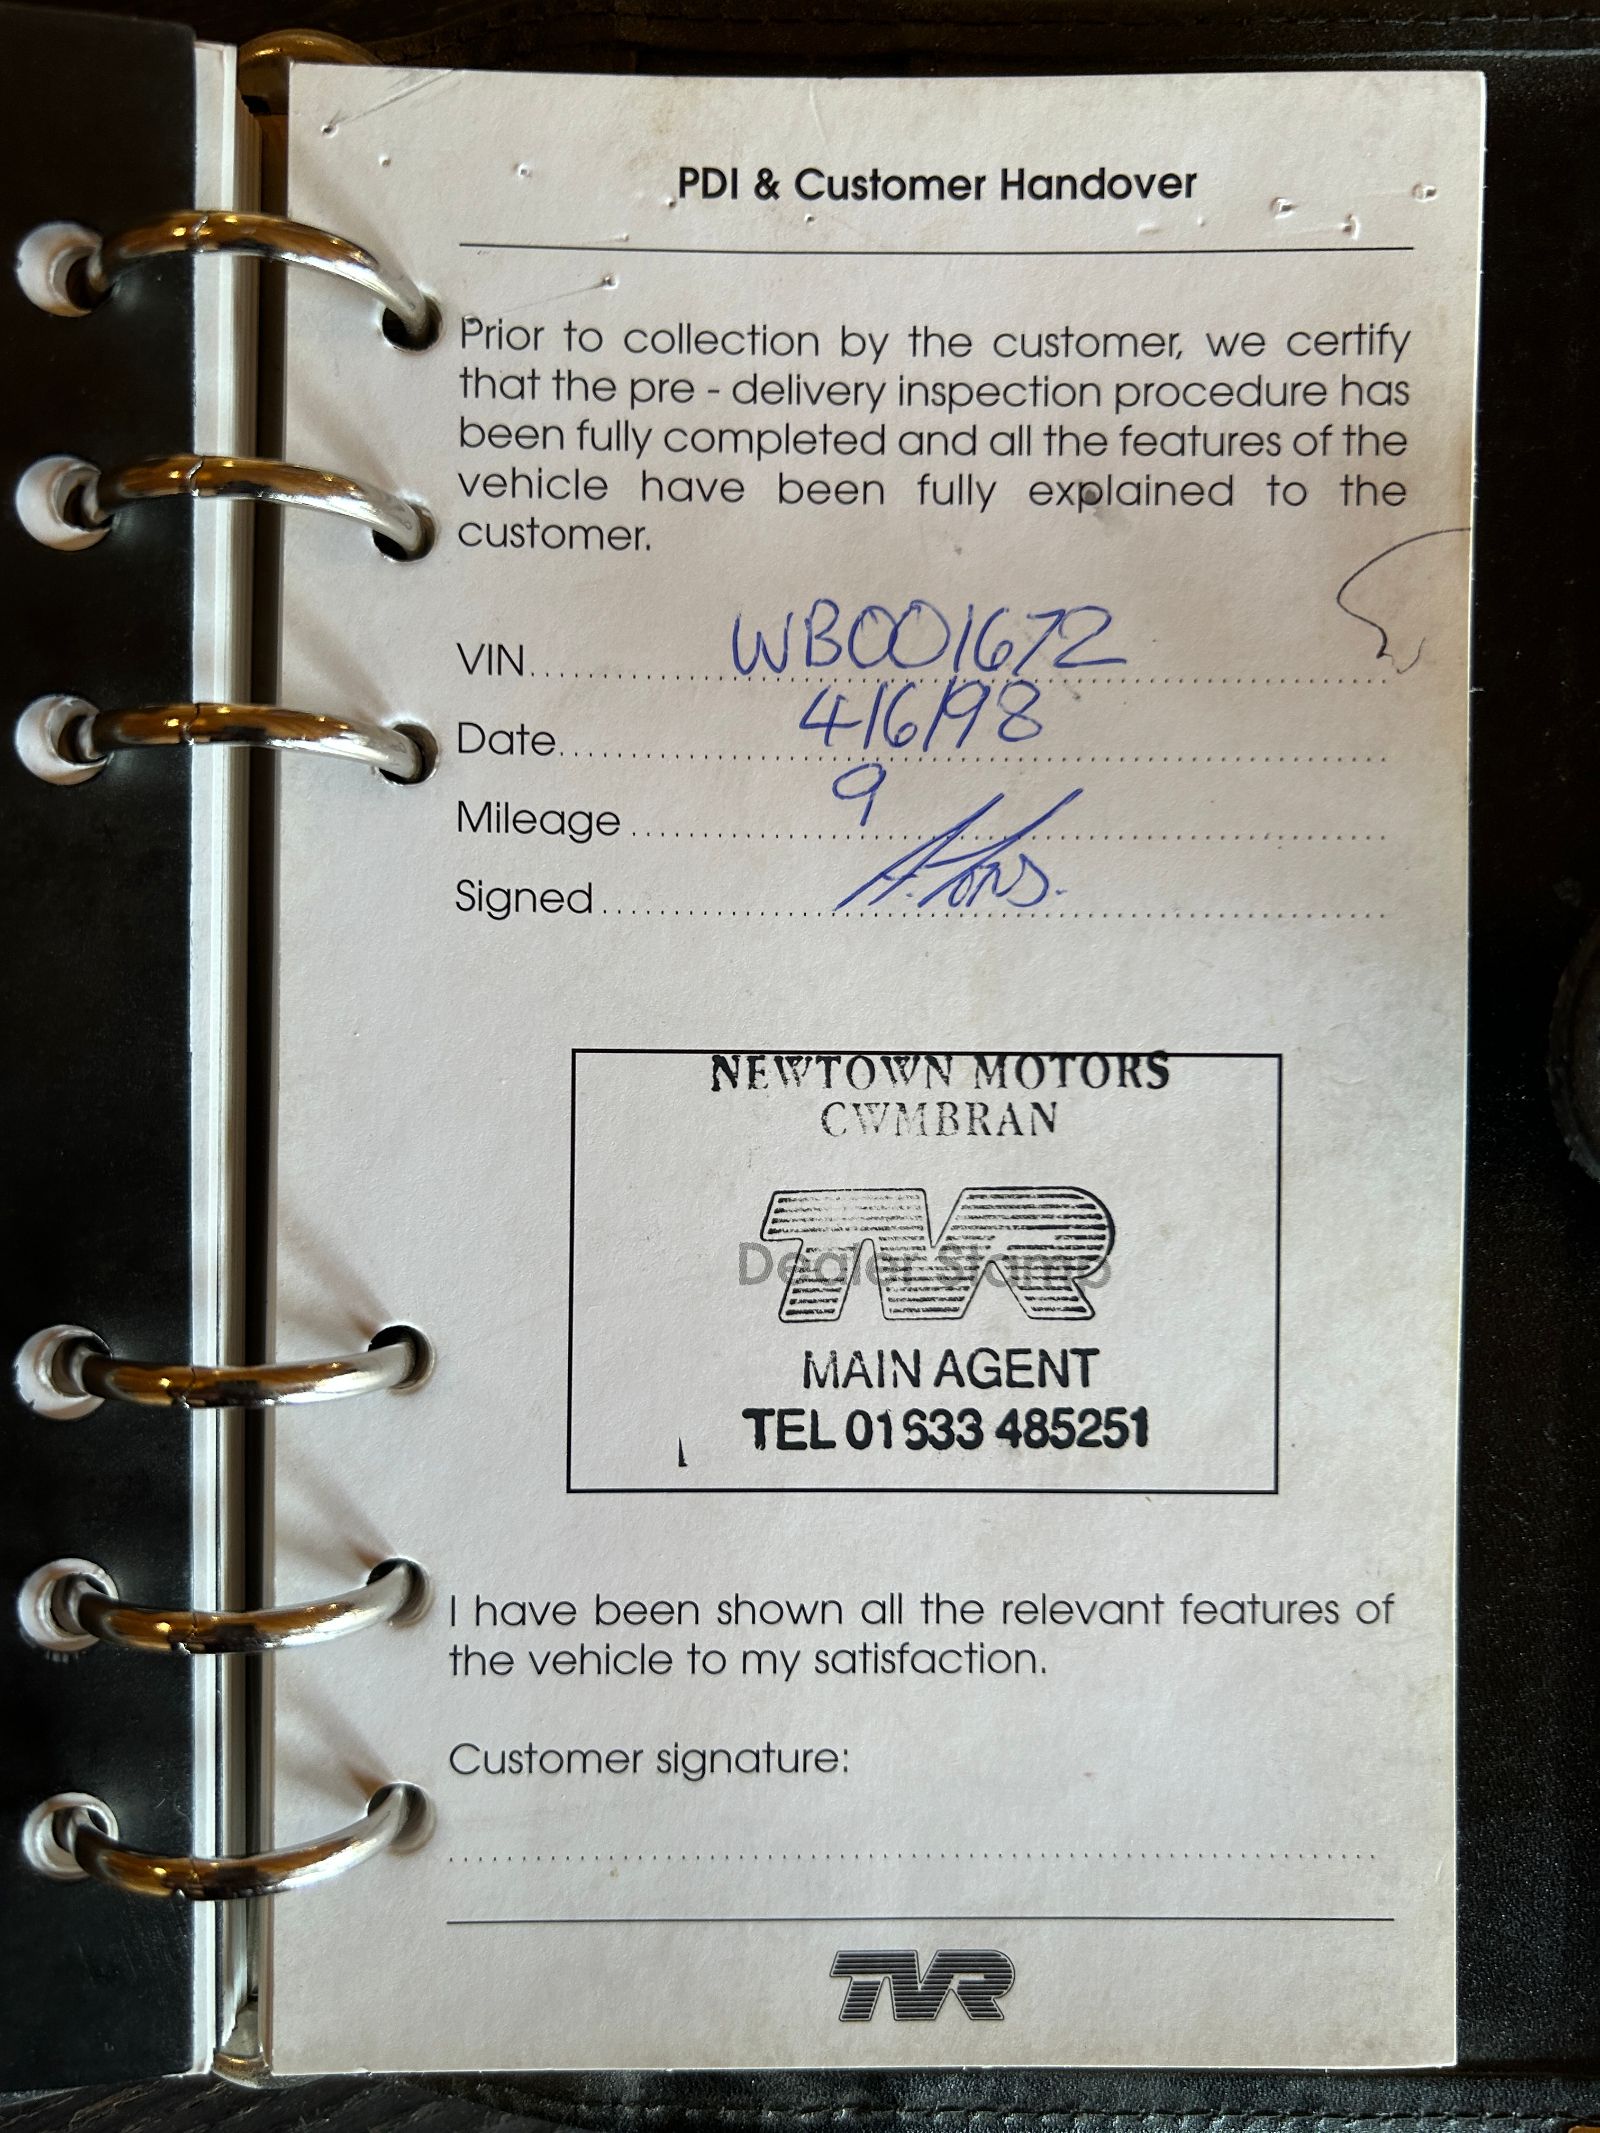 PDI & Customer Handover
Prior to collection by the customer, we certify
that the pre - delivery inspection procedure has
been fully completed and all the features of the
vehicle have been fully explained to the
customer.
VIN WB001672
Date 4/6/98
Mileage 9
Signed
NEWTOWN MOTORS
CWMBRAN
TVR
Dealer Stamp
MAIN AGENT
TEL 01633 485251
I have been shown all the relevant features of
the vehicle to my satisfaction.
Customer signature:
TVR